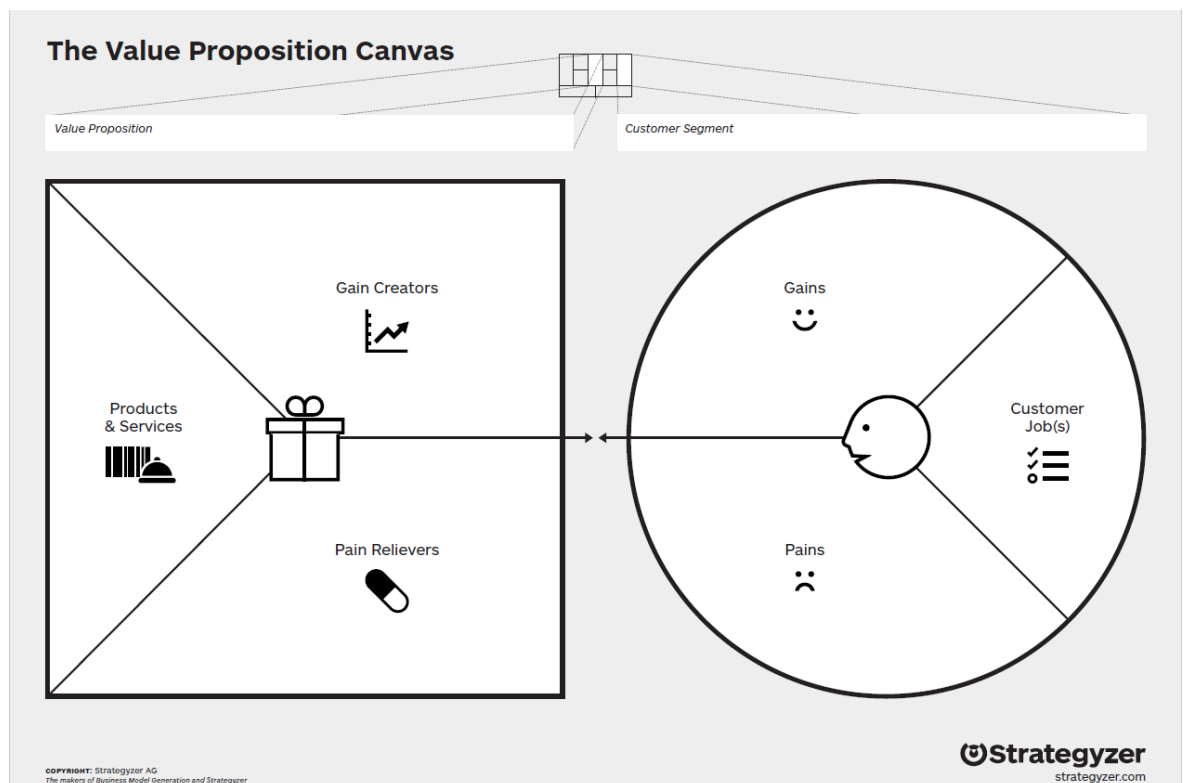 The Value Proposition Canvas
Value Proposition
Customer Segment
Gain Creators
Gains
Products
& Services
Customer
Job(s)
Pain Relievers
Pains
COPYRIGHT: Strategyzer AG
The makers of Business Model Generation and Strategyzer
Strategyzer
strategyzer.com